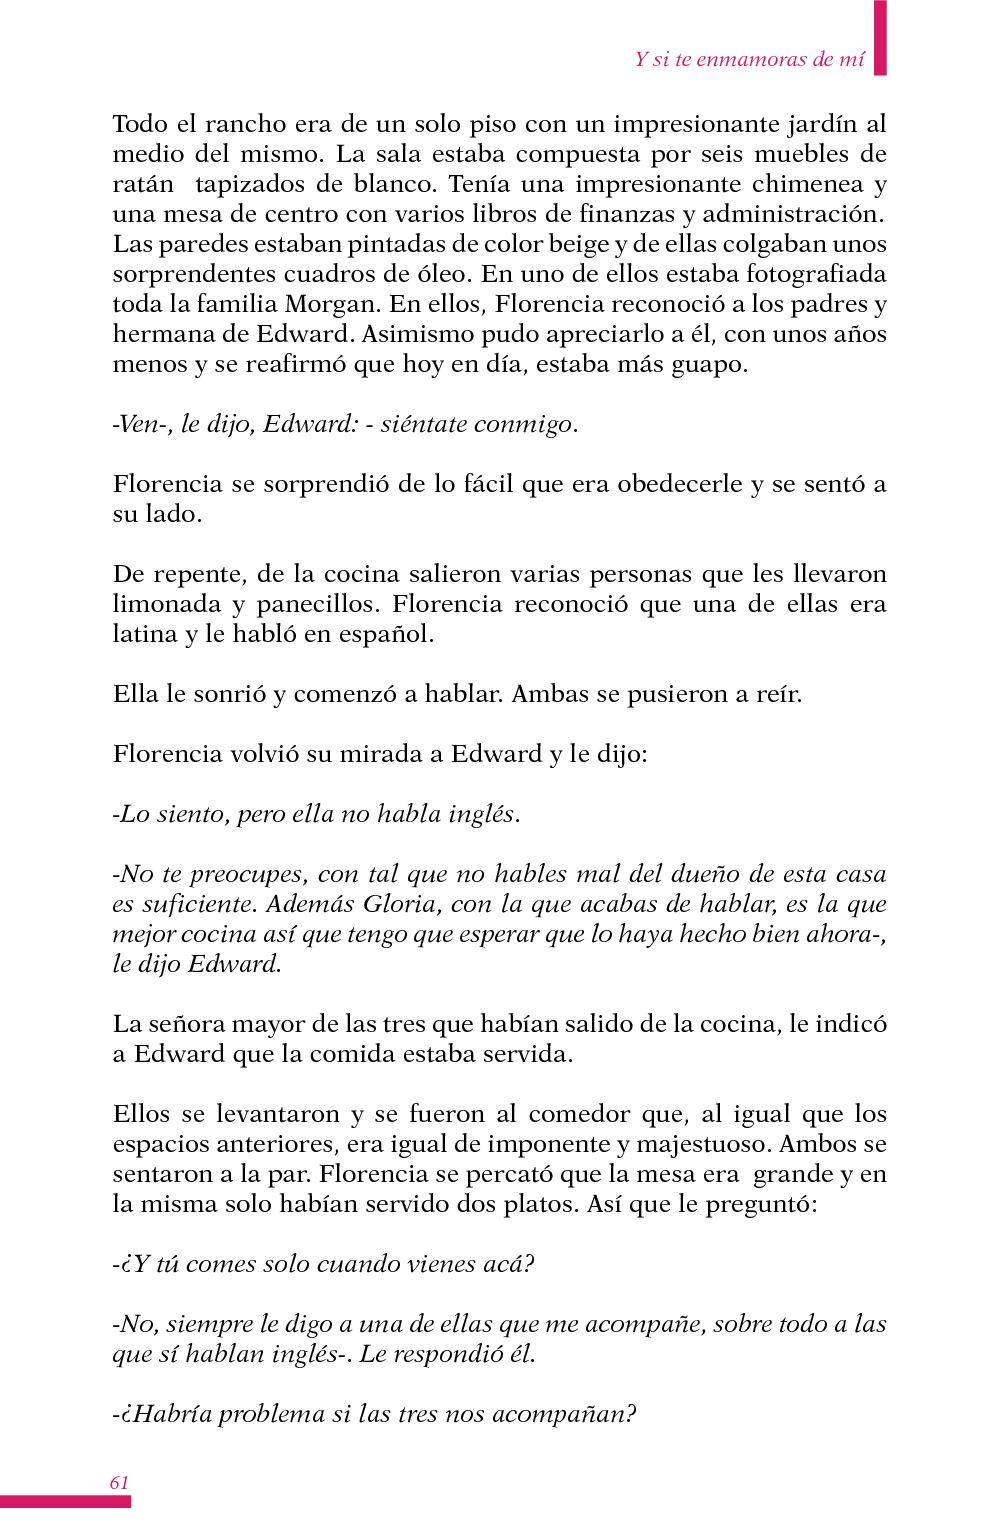 Y si te enmamoras de mí
Todo el rancho era de un solo piso con un impresionante jardín al
medio del mismo. La sala estaba compuesta por seis muebles de
ratán  tapizados de blanco. Tenía una impresionante chimenea y
una mesa de centro con varios libros de finanzas y administración.
Las paredes estaban pintadas de color beige y de ellas colgaban unos
sorprendentes cuadros de óleo. En uno de ellos estaba fotografiada
toda la familia Morgan. En ellos, Florencia reconoció a los padres y
hermana de Edward. Asimismo pudo apreciarlo a él, con unos años
menos y se reafirmó que hoy en día, estaba más guapo.
-Ven-, le dijo, Edward: - siéntate conmigo.
Florencia se sorprendió de lo fácil que era obedecerle y se sentó a
su lado.
De repente, de la cocina salieron varias personas que les llevaron
limonada y panecillos. Florencia reconoció que una de ellas era
latina y le habló en español.
Ella le sonrió y comenzó a hablar. Ambas se pusieron a reír.
Florencia volvió su mirada a Edward y le dijo:
-Lo siento, pero ella no habla inglés.
-No te preocupes, con tal que no hables mal del dueño de esta casa
es suficiente. Además Gloria, con la que acabas de hablar, es la que
mejor cocina así que tengo que esperar que lo haya hecho bien ahora-,
le dijo Edward.
La señora mayor de las tres que habían salido de la cocina, le indicó
a Edward que la comida estaba servida.
Ellos se levantaron y se fueron al comedor que, al igual que los
espacios anteriores, era igual de imponente y majestuoso. Ambos se
sentaron a la par. Florencia se percató que la mesa era  grande y en
la misma solo habían servido dos platos. Así que le preguntó:
-¿Y tú comes solo cuando vienes acá?
-No, siempre le digo a una de ellas que me acompañe, sobre todo a las
que sí hablan inglés-. Le respondió él.
-¿Habría problema si las tres nos acompañan?
61